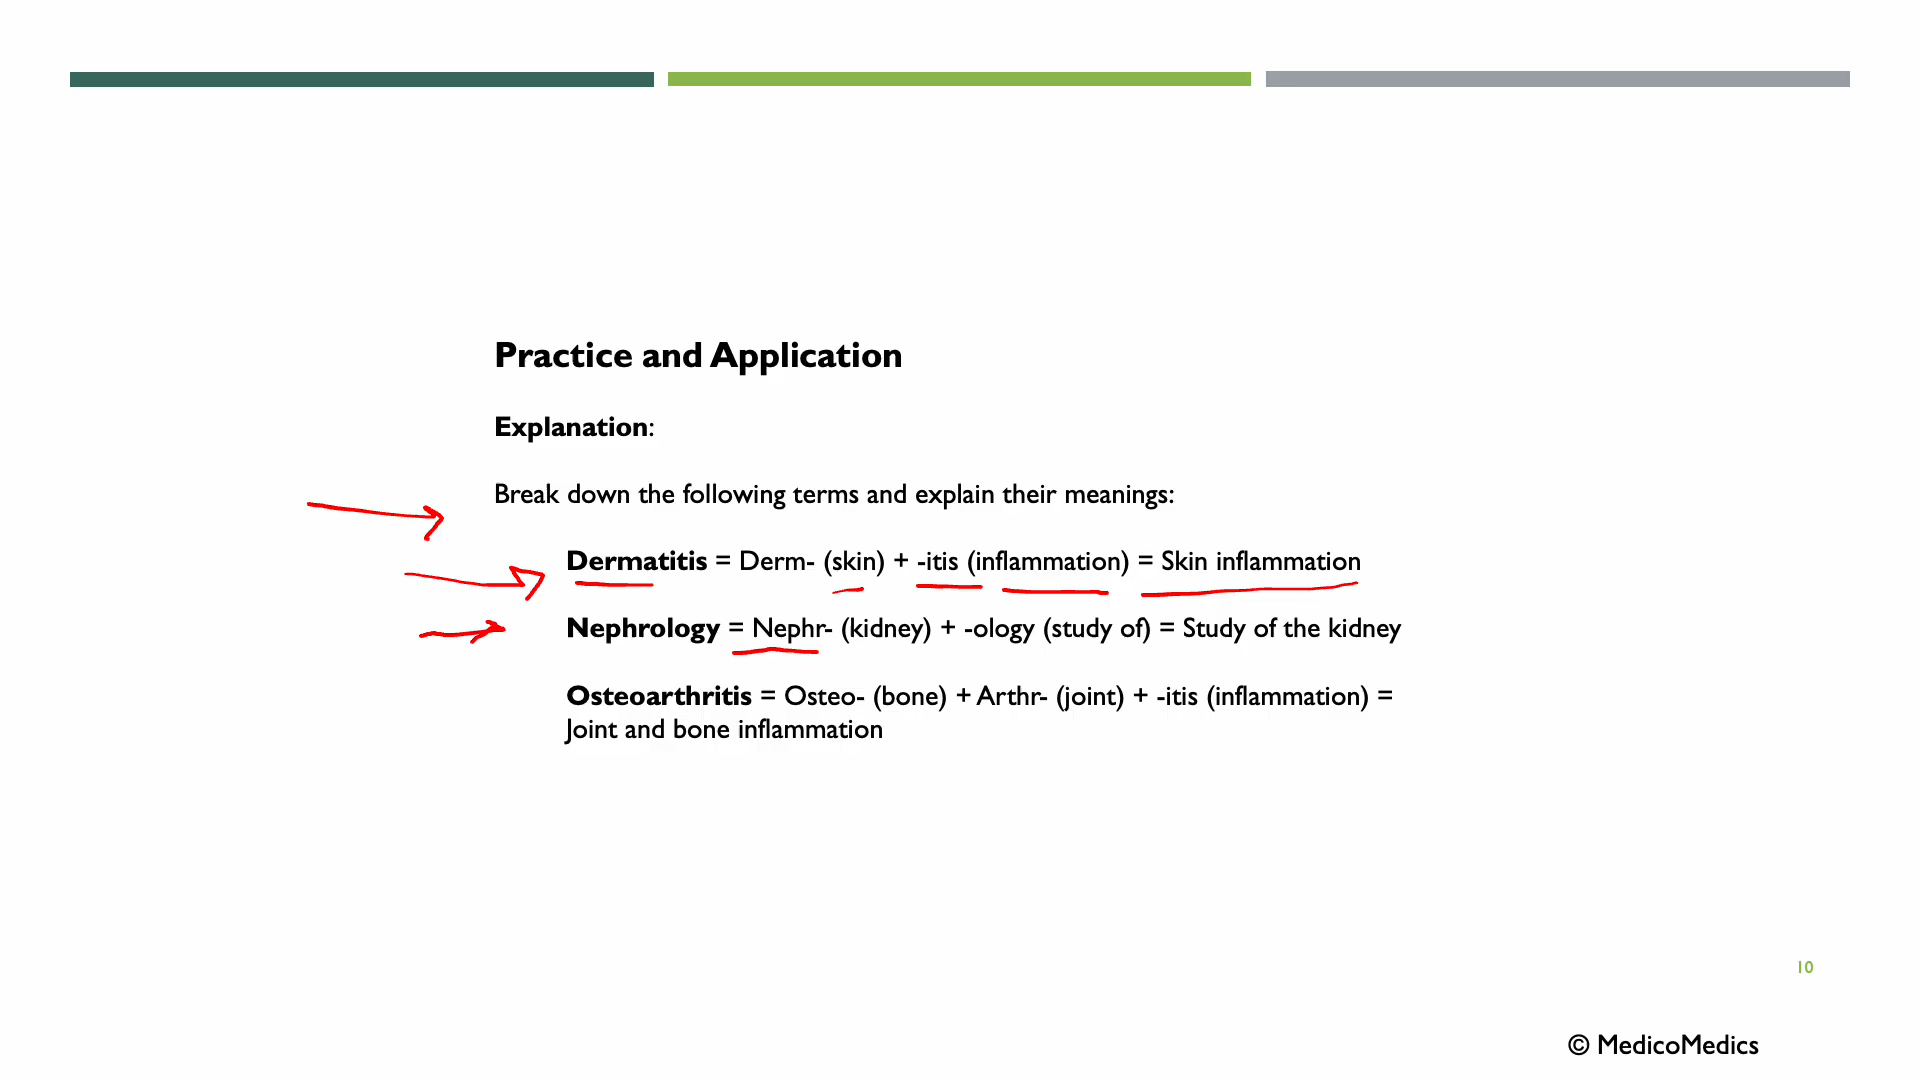 Practice and Application
Explanation:
Break down the following terms and explain their meanings:
Dermatitis = Derm- (skin) + -itis (inflammation) = Skin inflammation
Nephrology = Nephr- (kidney) + -ology (study of) = Study of the kidney
Osteoarthritis = Osteo- (bone) + Arthr- (joint) + -itis (inflammation) =
Joint and bone inflammation
10
© MedicoMedics